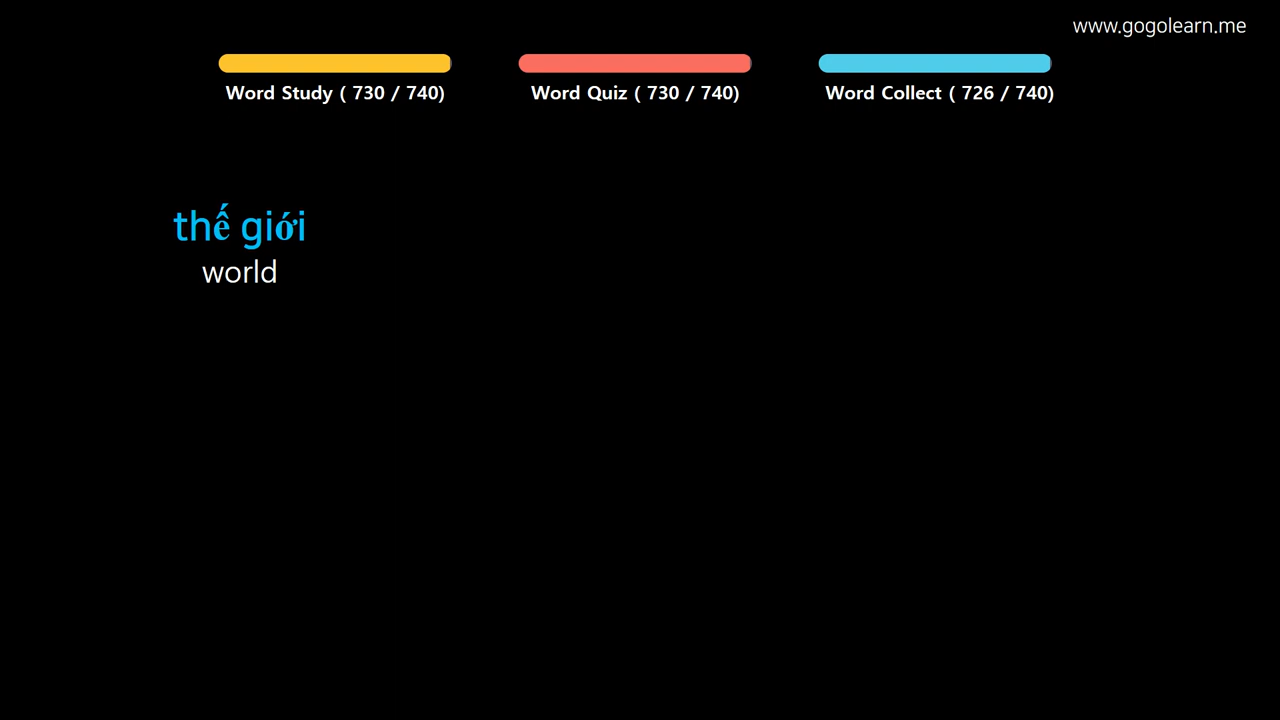 www.gogolearn.me
Word Study ( 730 / 740)
Word Quiz ( 730 / 740)
Word Collect ( 726 / 740)
thế giới
world